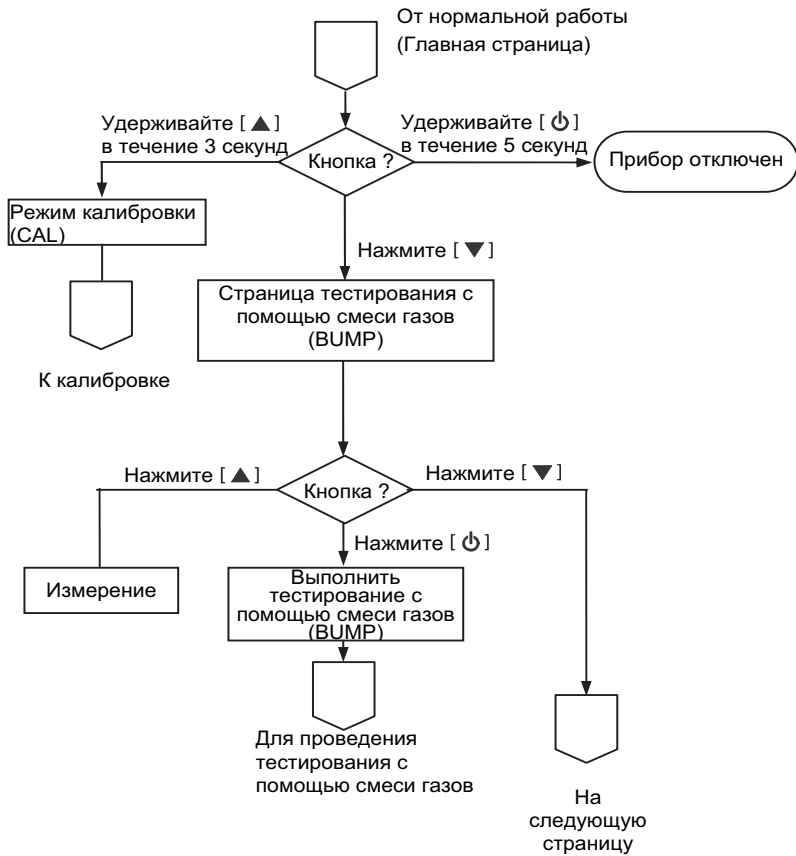 От нормальной работы
(Главная страница)
Удерживайте [ ▲ ]
в течение 3 секунд
Кнопка ?
Удерживайте [ ⏻ ]
в течение 5 секунд
Прибор отключен
Режим калибровки
(CAL)
Нажмите [ ▼ ]
Страница тестирования с
помощью смеси газов
(BUMP)
К калибровке
Нажмите [ ▲ ]
Кнопка ?
Нажмите [ ▼ ]
Нажмите [ ⏻ ]
Измерение
Выполнить
тестирование с
помощью смеси газов
(BUMP)
Для проведения
тестирования с
помощью смеси газов
На
следующую
страницу